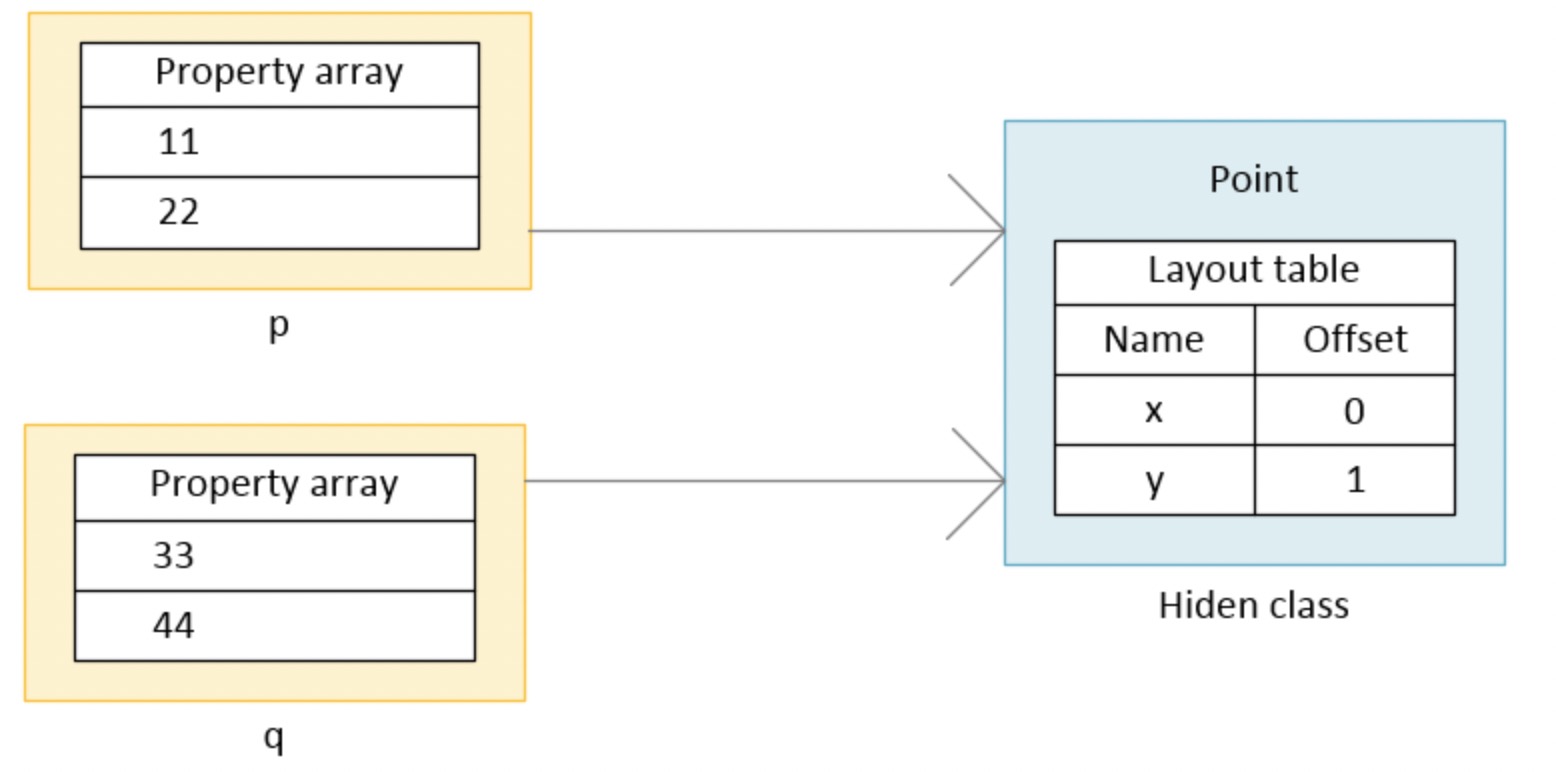 Property array
11
22
p
Property array
33
44
q
Point
Layout table
Name Offset
x 0
y 1
Hiden class